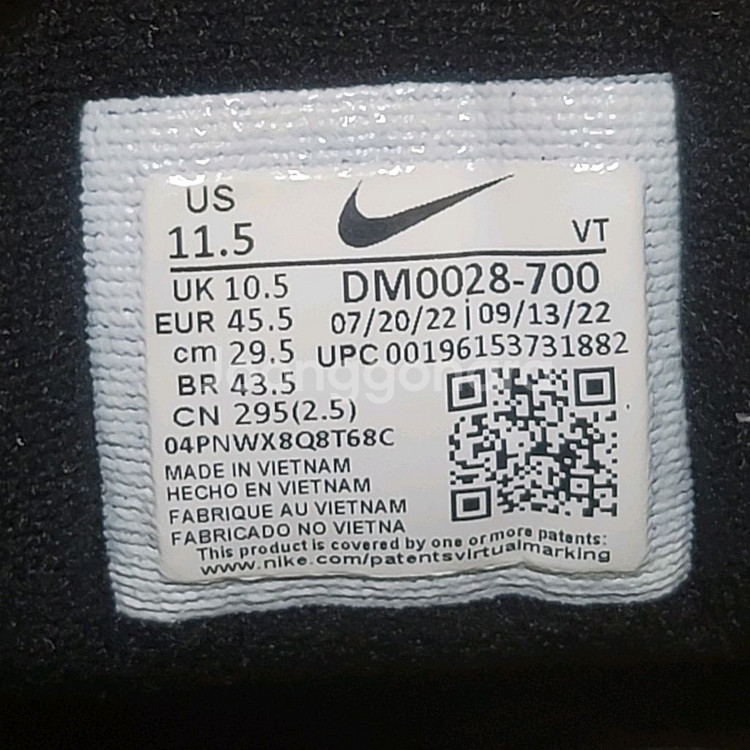 US
11.5
VT
UK 10.5
DM0028-700
EUR 45.5
07/20/22 | 09/13/22
cm 29.5
UPC 00196153731882
BR 43.5
CN 295(2.5)
04PNWX8Q8T68C
MADE IN VIETNAM
HECHO EN VIETNAM
FABRIQUE AU VIETNAM
FABRICADO NO VIETNA
This product is covered by one or more patents:
www.nike.com/patentsvirtualmarking